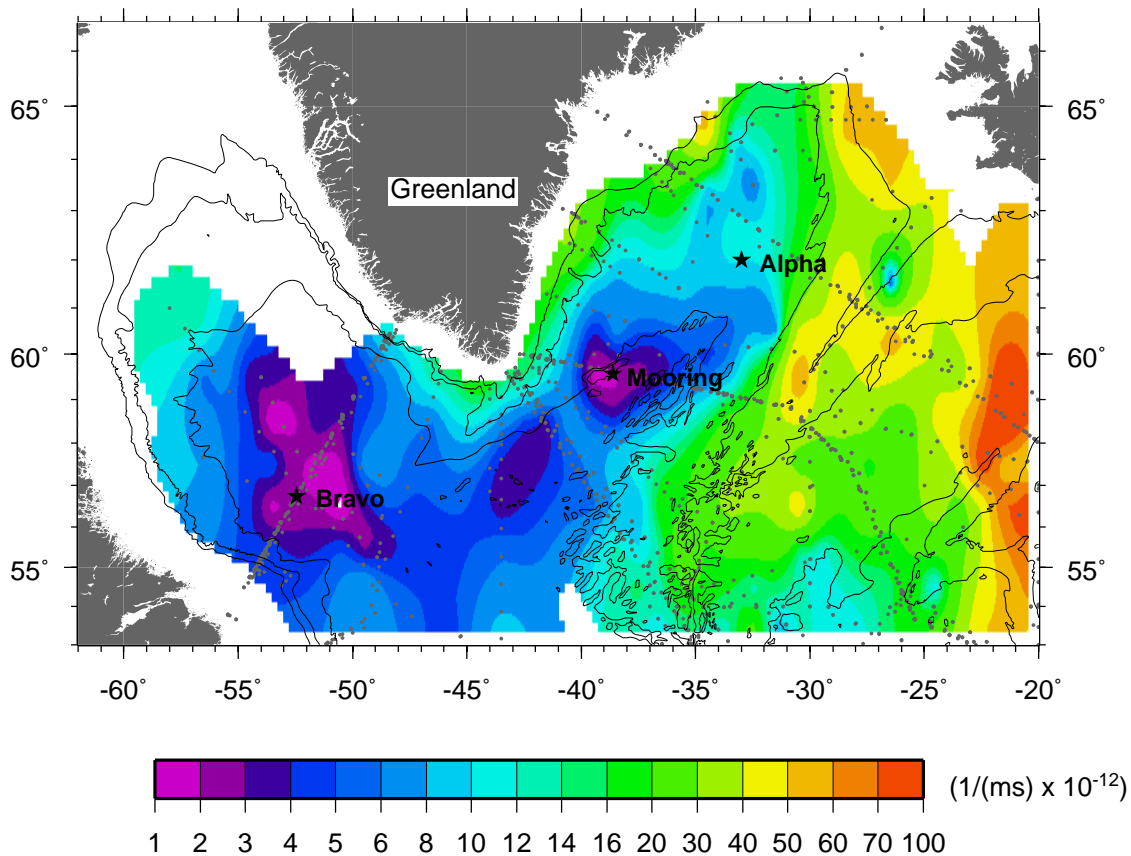 65˚ 65˚
Greenland
Alpha
60˚ 60˚
Mooring
Bravo
55˚ 55˚
-60˚ -55˚ -50˚ -45˚ -40˚ -35˚ -30˚ -25˚ -20˚
(1/(ms) x 10-12)
1 2 3 4 5 6 8 10 12 14 16 20 30 40 50 60 70 100